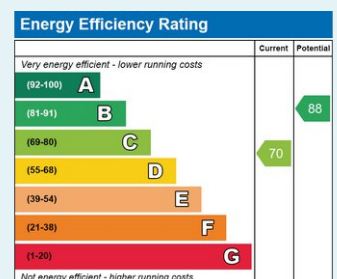 Energy Efficiency Rating
Current Potential
Very energy efficient - lower running costs
(92-100) A
(81-91) B
88
(69-80) C
70
(55-68) D
(39-54) E
(21-38) F
(1-20) G
Not energy efficient - higher running costs